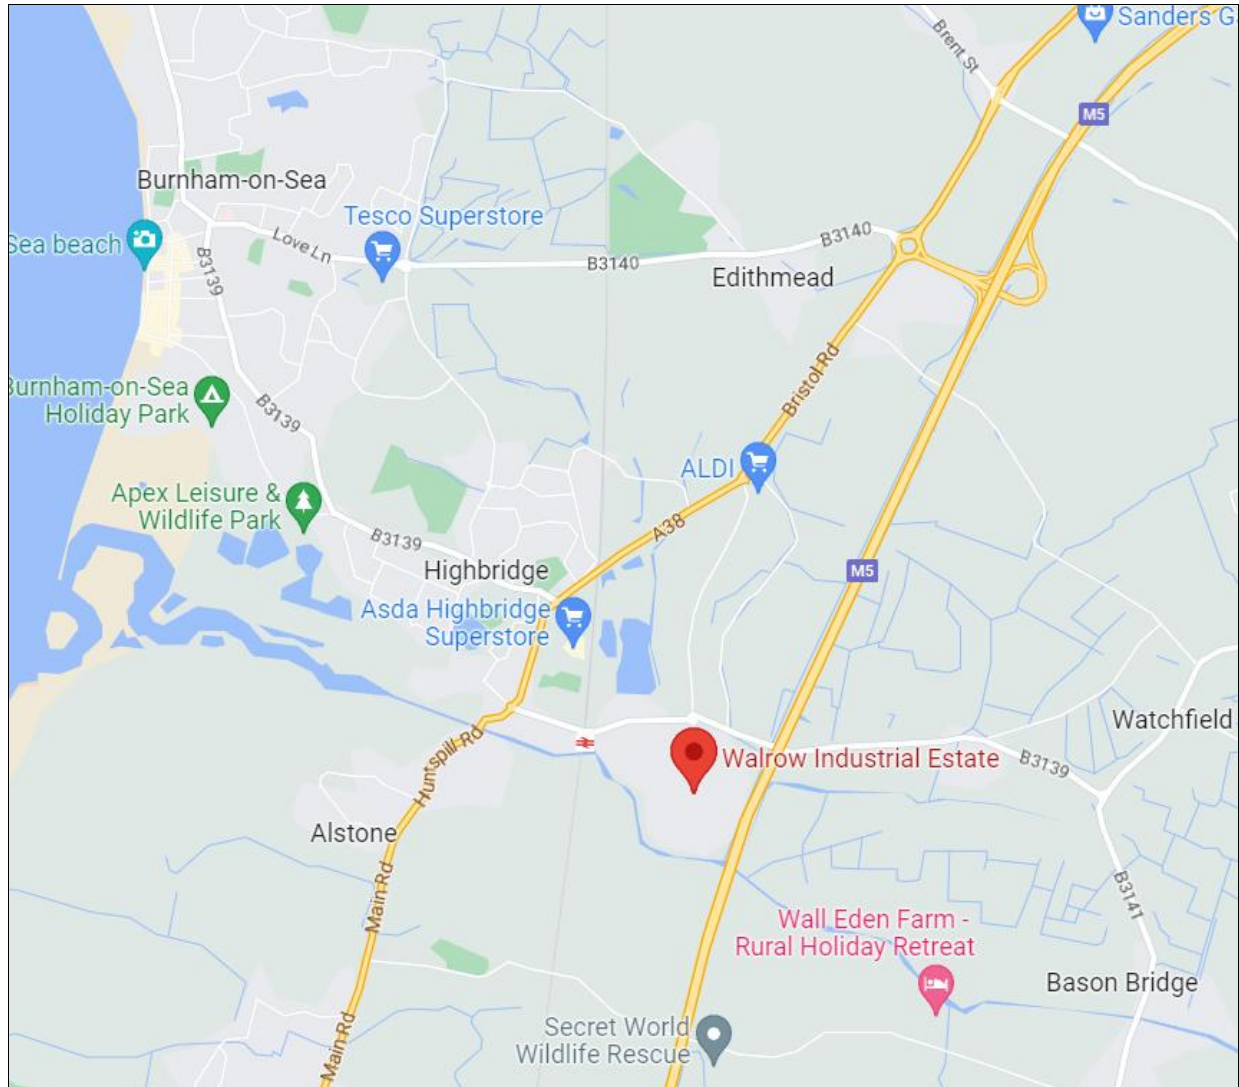 Sanders G
Brent St
M5
Burnham-on-Sea
Tesco Superstore
Sea beach
Love Ln
B3140
B3139
B3140
Edithmead
Bristol Rd
Burnham-on-Sea
Holiday Park
B3139
ALDI
Apex Leisure &
Wildlife Park
A38
B3139
M5
Highbridge
Asda Highbridge
Superstore
Watchfield
Huntspill Rd
Walrow Industrial Estate
B3139
Alstone
Main Rd
B3141
Wall Eden Farm -
Rural Holiday Retreat
Bason Bridge
Secret World
Wildlife Rescue
Main Rd